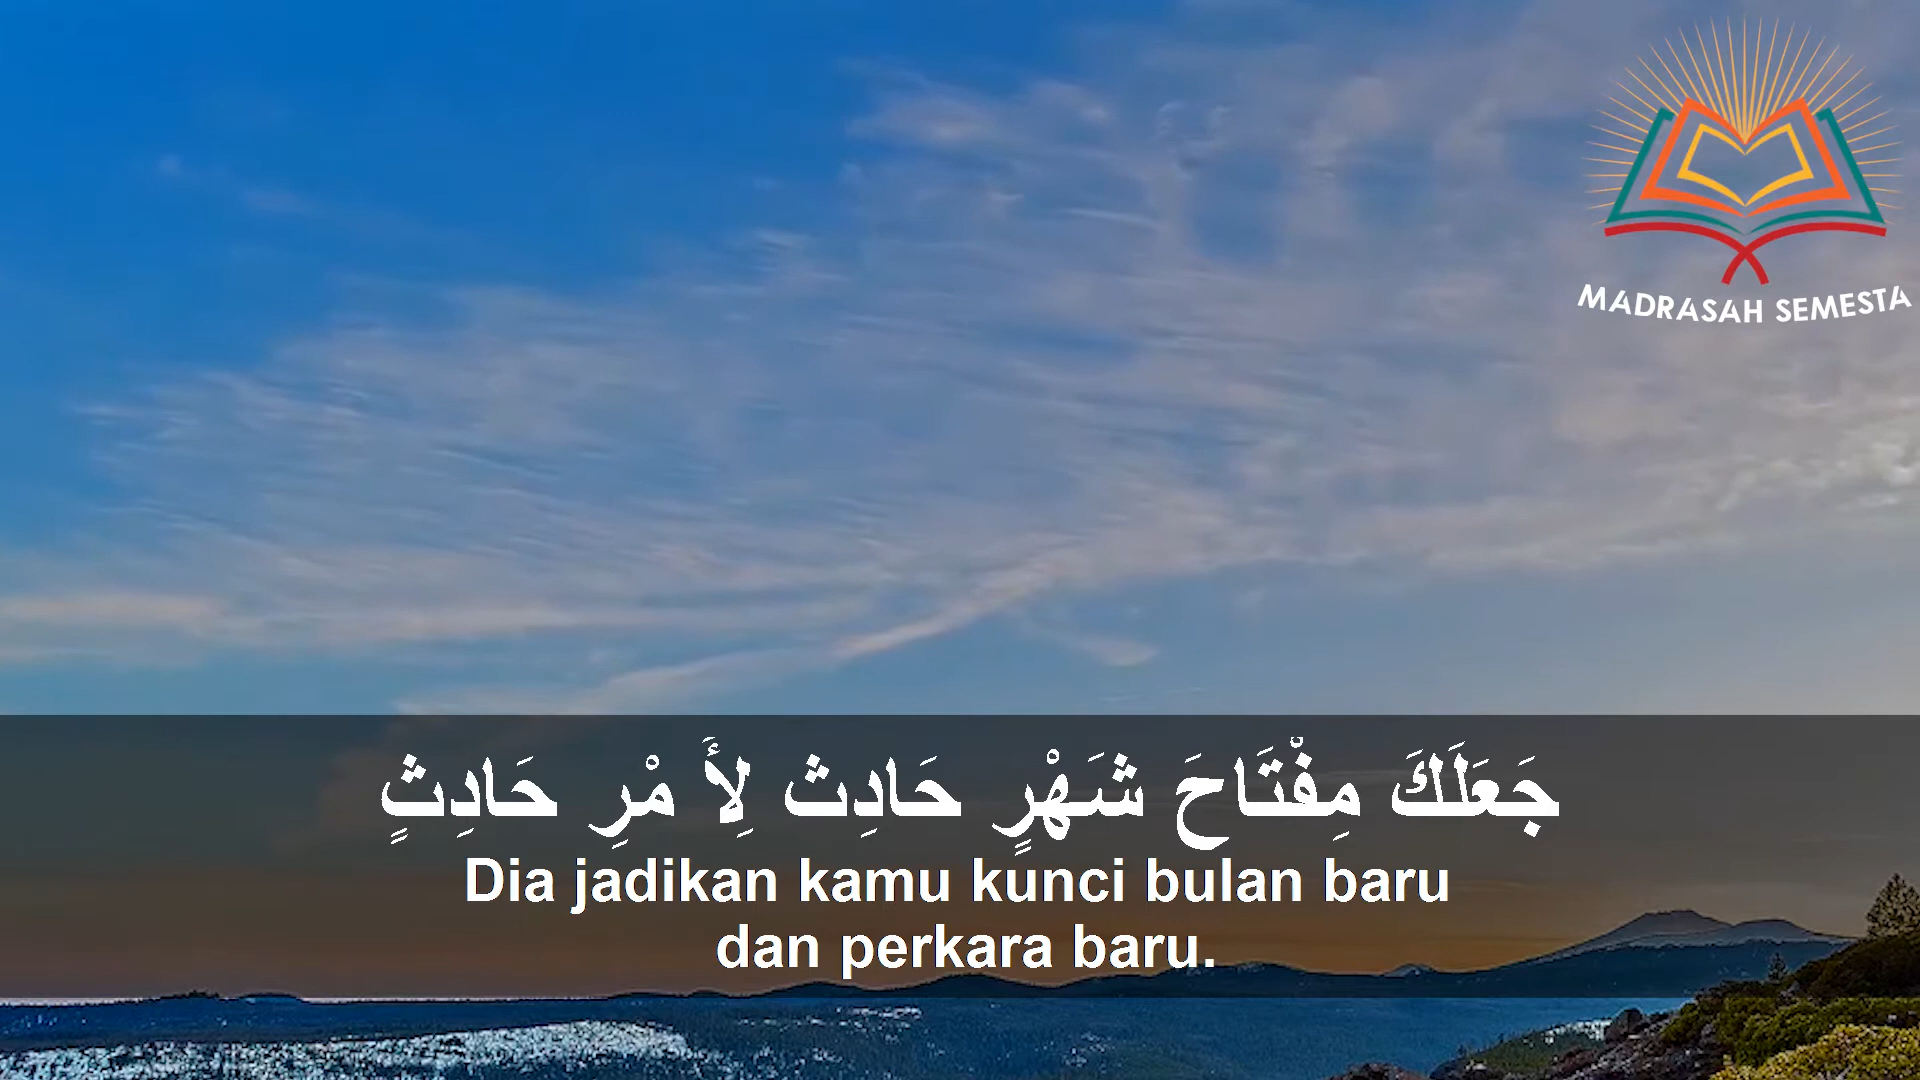 MADRASAH SEMESTA
جَعَلَكَ مِفْتَاحَ شَهْرٍ حَادِث لِأَ مْرِ حَادِثٍ
Dia jadikan kamu kunci bulan baru
dan perkara baru.